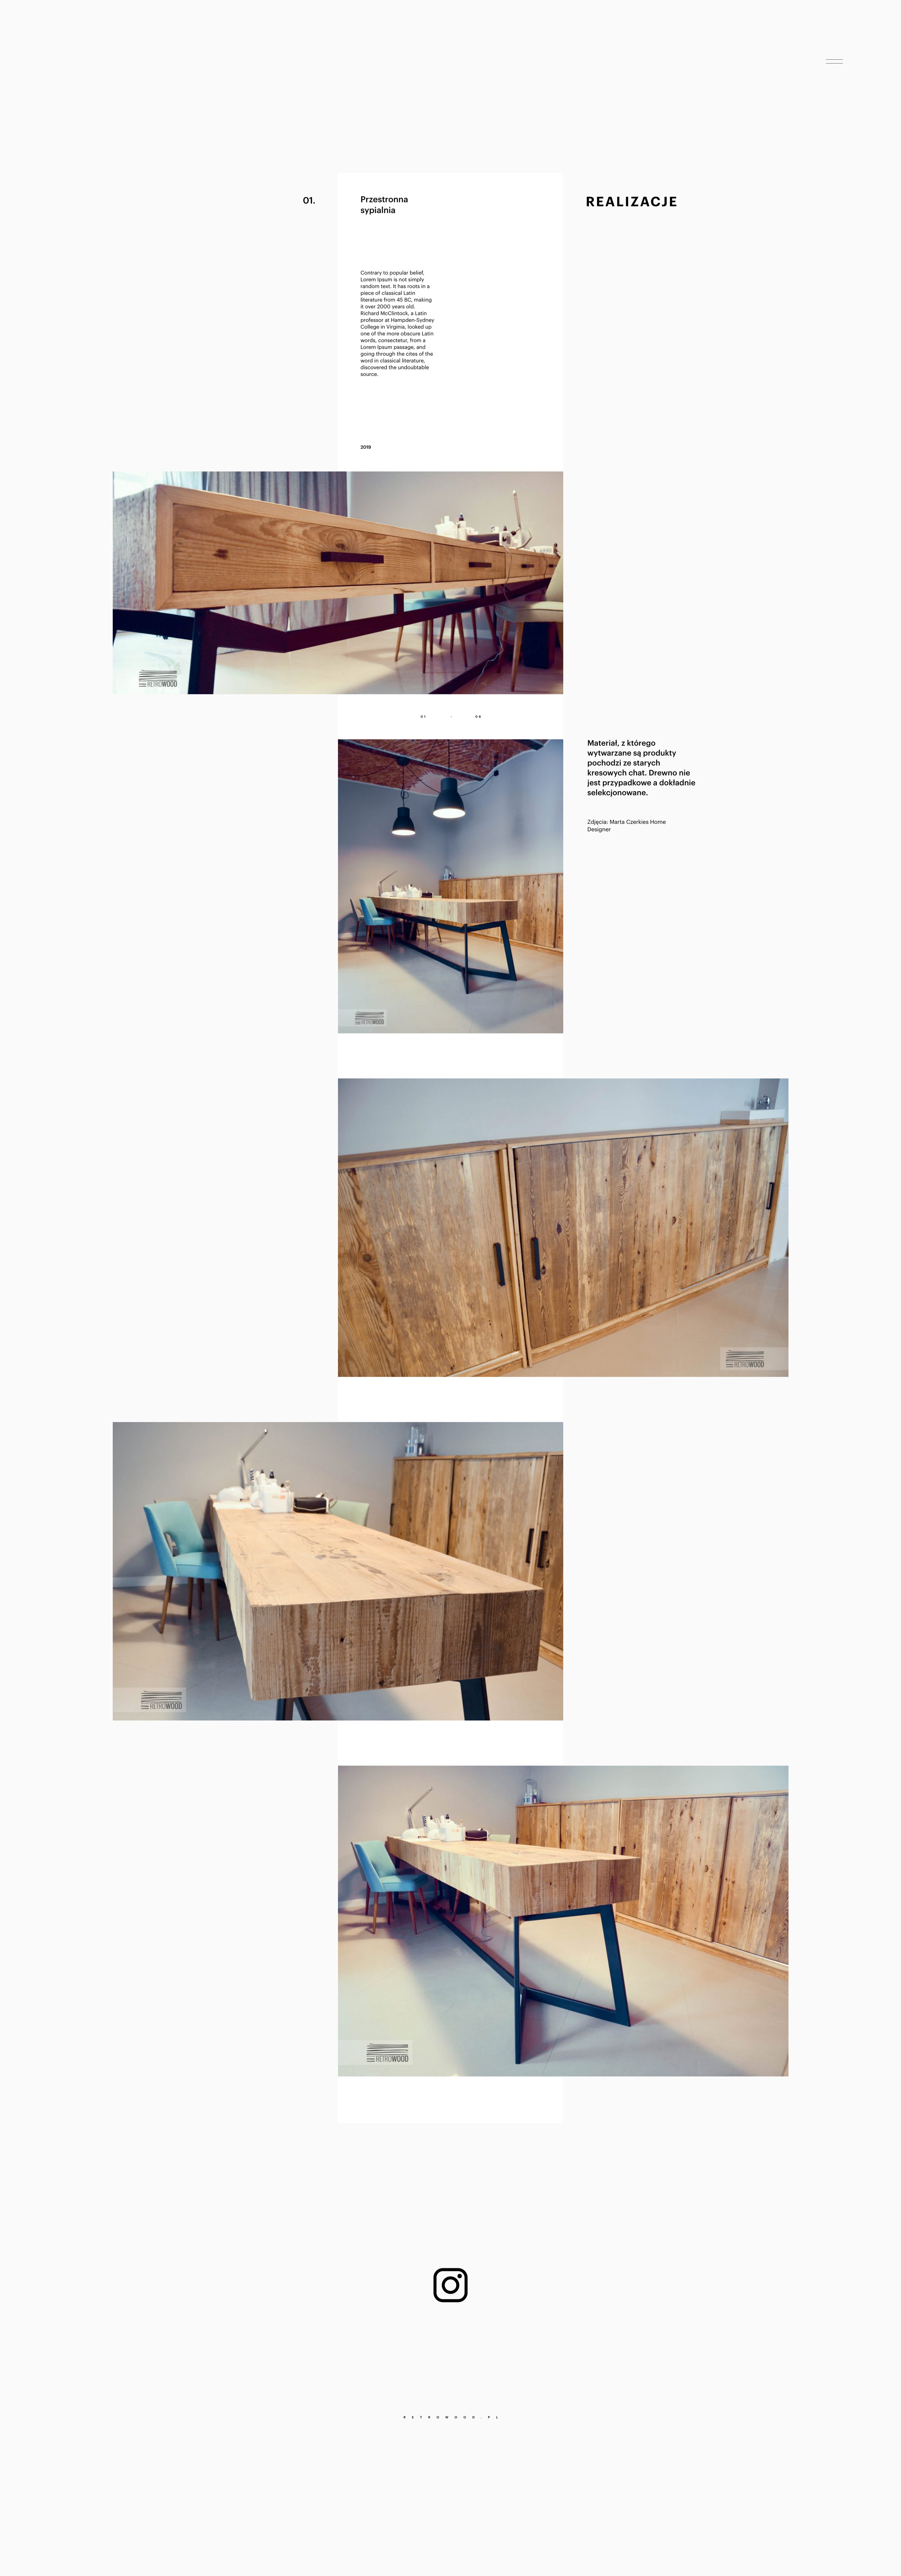 01.
Przestronna
sypialnia
REALIZACJE
Contrary to popular belief,
Lorem Ipsum is not simply
random text. It has roots in a
piece of classical Latin
literature from 45 BC, making
it over 2000 years old.
Richard McClintock, a Latin
professor at Hampden-Sydney
College in Virginia, looked up
one of the more obscure Latin
words, consectetur, from a
Lorem Ipsum passage, and
going through the cites of the
word in classical literature,
discovered the undoubtable
source.
2019
RETROWOOD
01 - 06
Materiał, z którego
wytwarzane są produkty
pochodzi ze starych
kresowych chat. Drewno nie
jest przypadkowe a dokładnie
selekcjonowane.
Zdjęcia: Marta Czerkies Home
Designer
RETROWOOD
RETROWOOD
RETROWOOD
RETROWOOD
RETROWOOD.PL